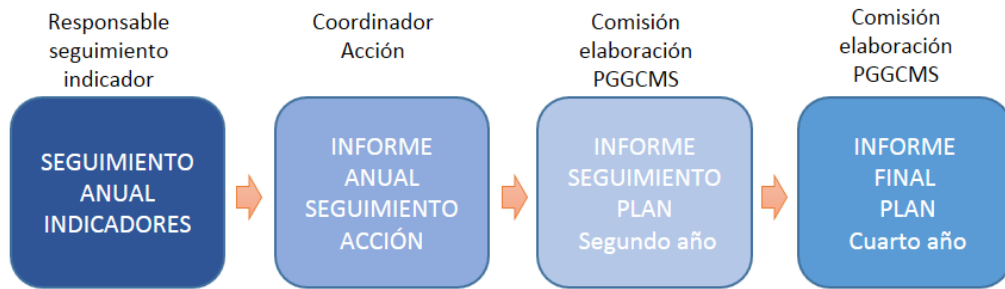 Responsable
seguimiento
indicador
SEGUIMIENTO
ANUAL
INDICADORES
Coordinador
Acción
INFORME
ANUAL
SEGUIMIENTO
ACCIÓN
Comisión
elaboración
PGGCMS
INFORME
SEGUIMIENTO
PLAN
Segundo año
Comisión
elaboración
PGGCMS
INFORME
FINAL
PLAN
Cuarto año